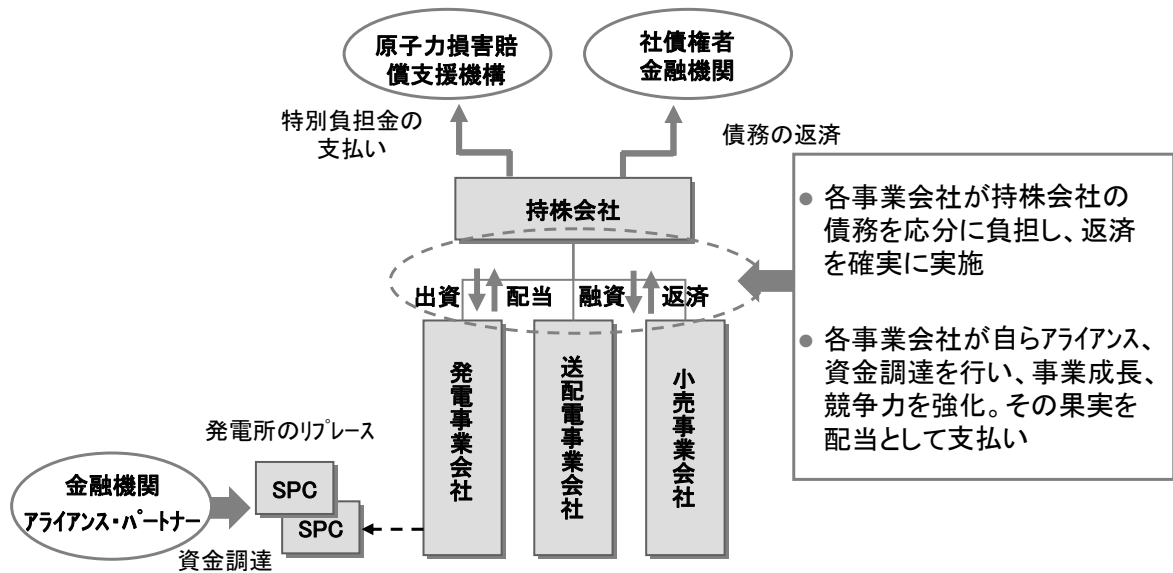 原子力損害賠
償支援機構
社債権者
金融機関
特別負担金の
支払い
債務の返済
持株会社
出資
配当
融資
返済
● 各事業会社が持株会社の
債務を応分に負担し、返済
を確実に実施
● 各事業会社が自らアライアンス、
資金調達を行い、事業成長、
競争力を強化。その果実を
配当として支払い
発電事業会社
送配電事業会社
小売事業会社
発電所のリプレース
金融機関
アライアンス・パートナー
SPC
SPC
資金調達